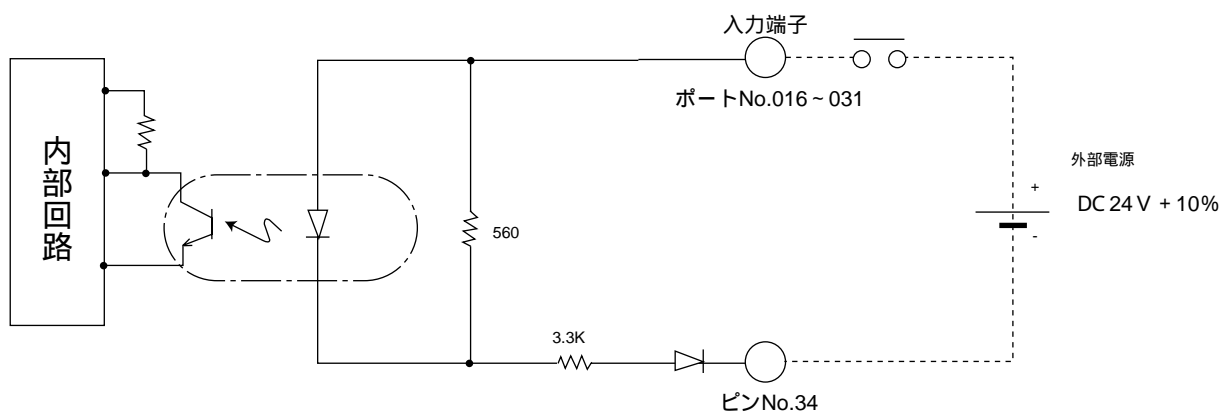 入力端子
ポートNo.016 ~ 031
内部回路
外部電源
+
DC 24 V + 10%
-
560
3.3K
ピンNo.34